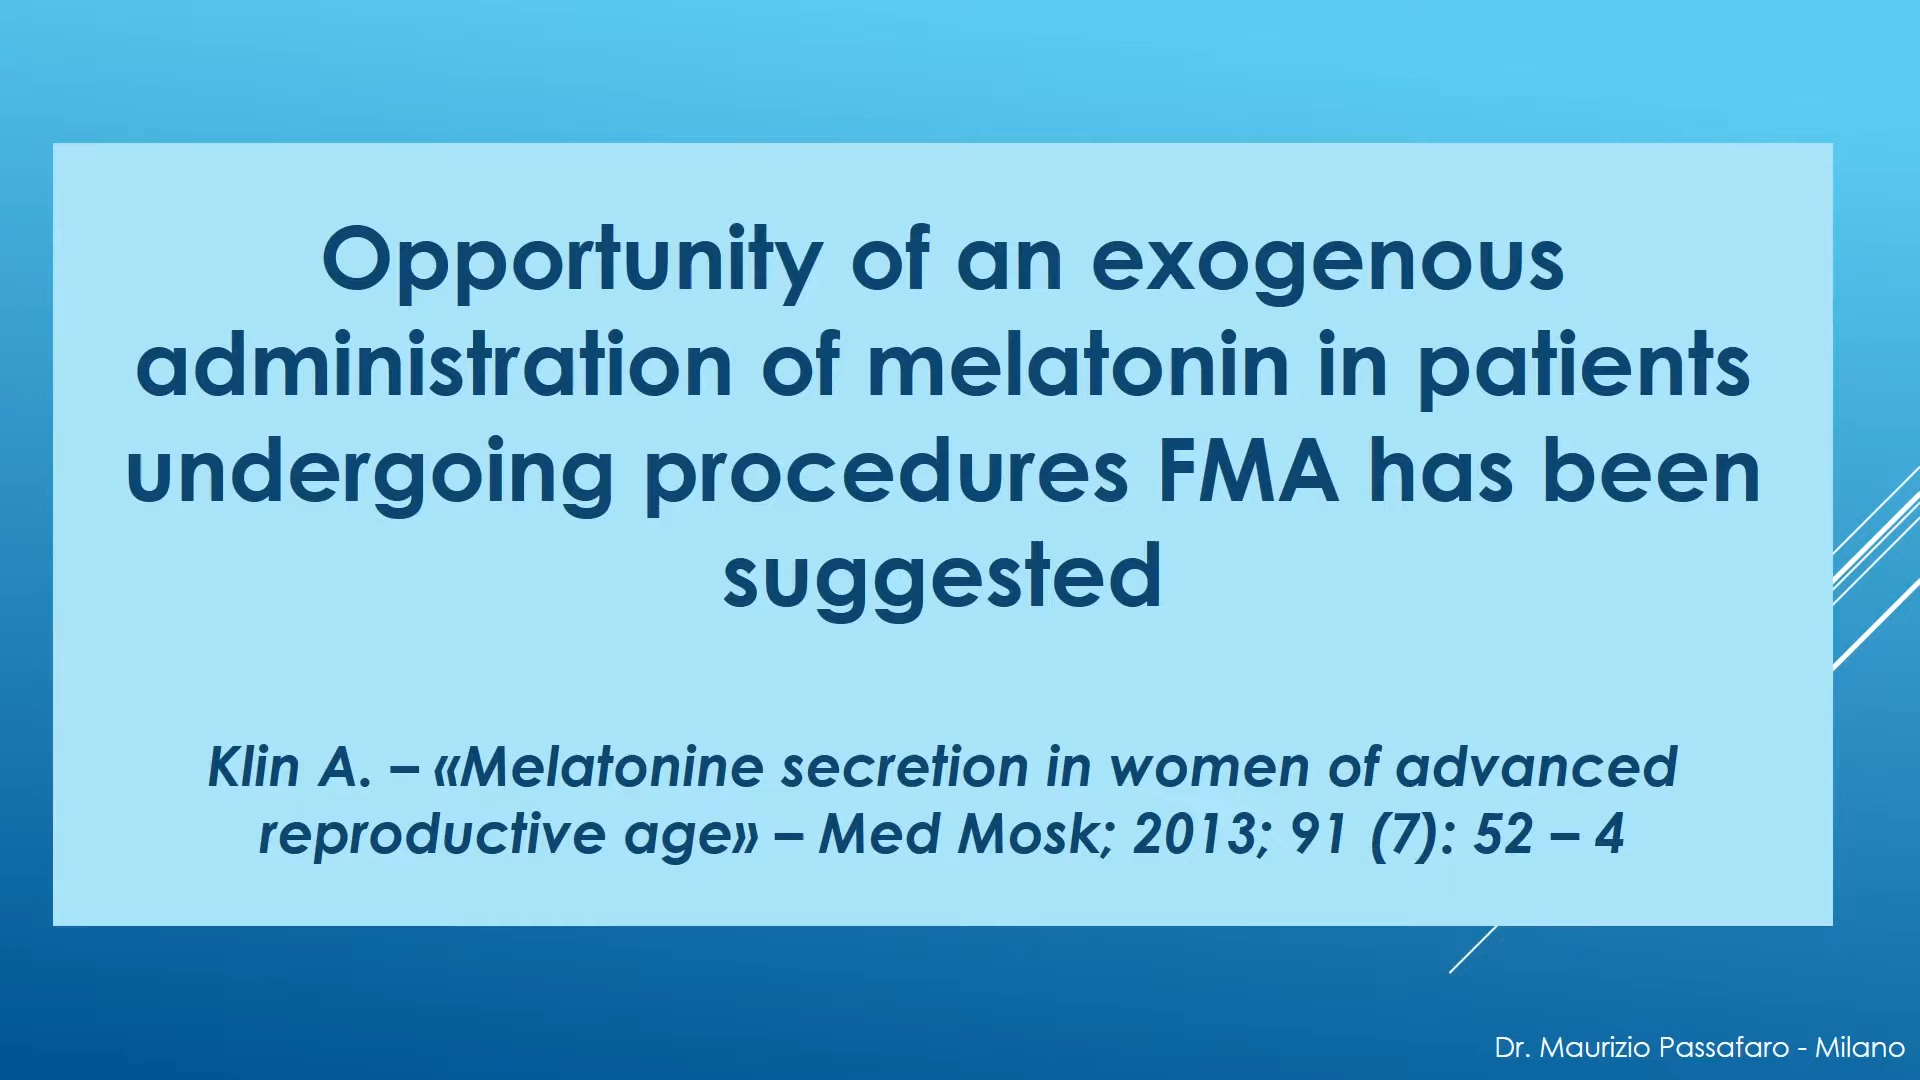 Opportunity of an exogenous
administration of melatonin in patients
undergoing procedures FMA has been
suggested
Klin A. – «Melatonine secretion in women of advanced
reproductive age» – Med Mosk; 2013; 91 (7): 52 – 4
Dr. Maurizio Passafaro - Milano